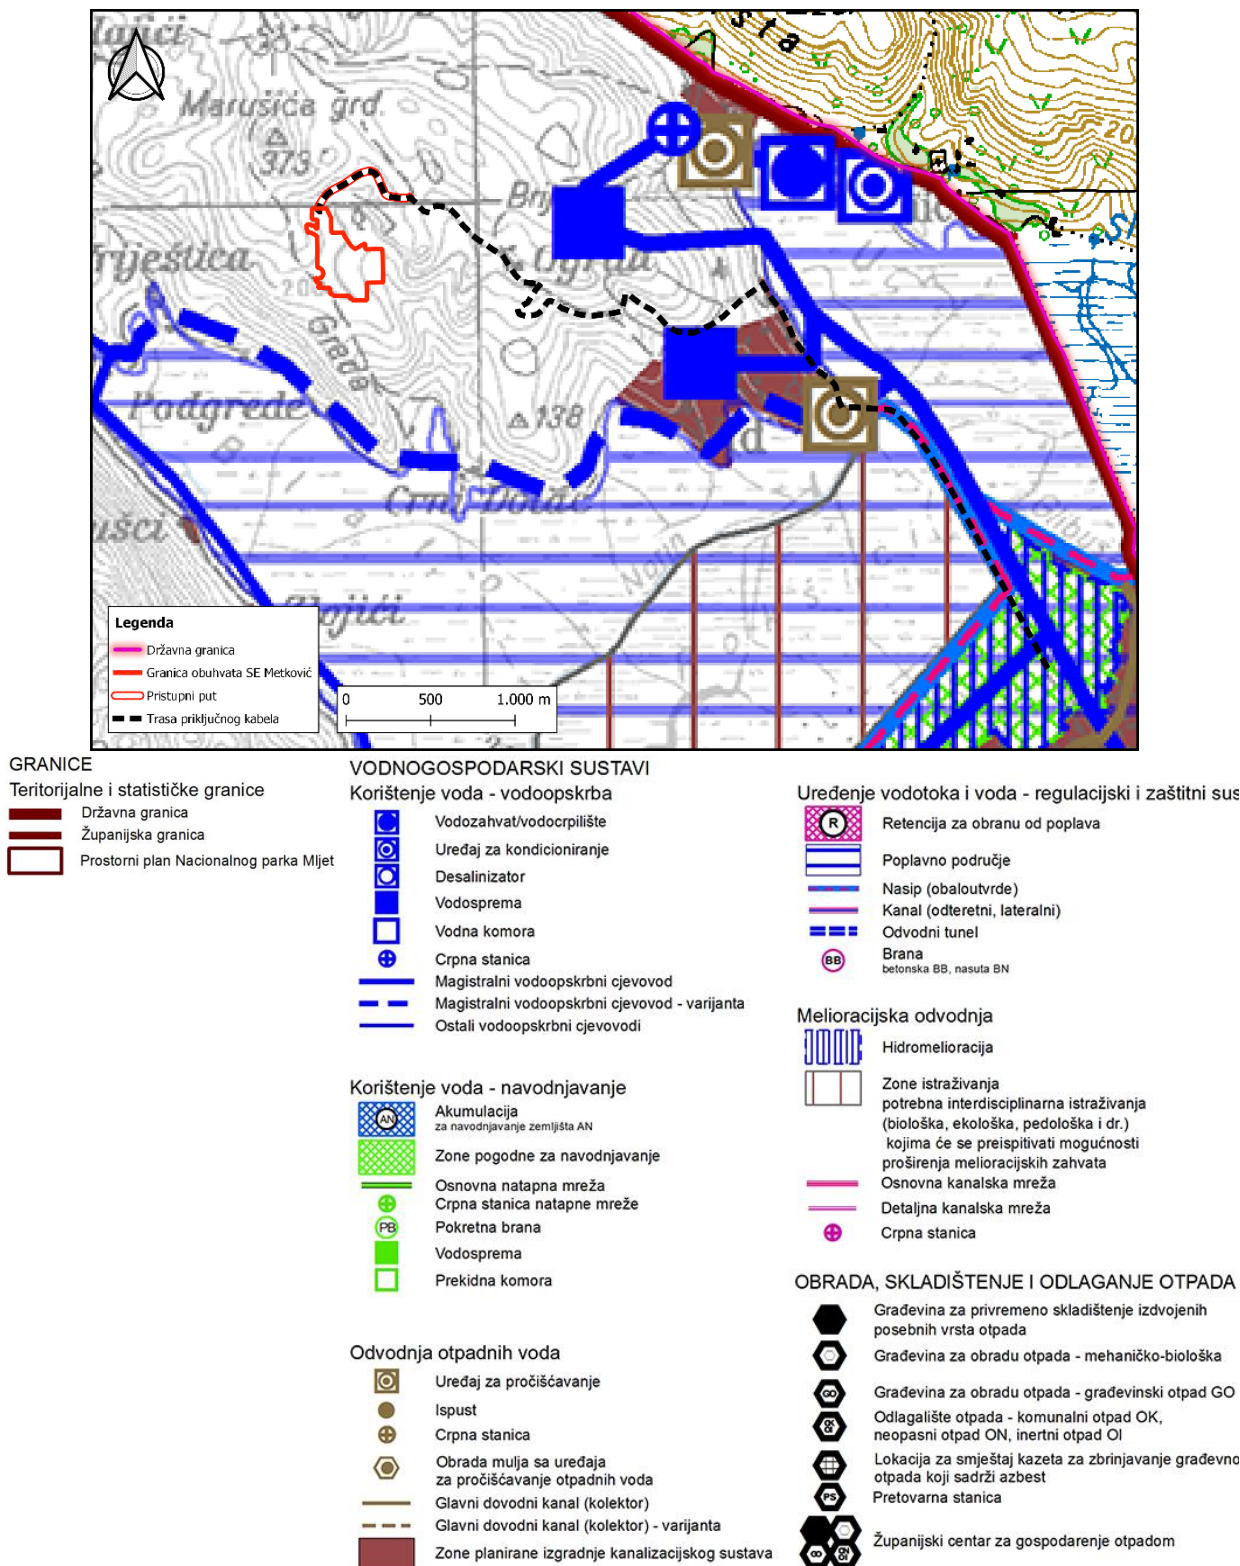 Marušića grd.
373
Podgrede
Greda
138
Crni Dolac
Norin
Legenda
Državna granica
Granica obuhvata SE Metković
Pristupni put
Trasa priključnog kabela
0 500 1.000 m
GRANICE
Teritorijalne i statističke granice
Državna granica
Županijska granica
Prostorni plan Nacionalnog parka Mljet
VODNOGOSPODARSKI SUSTAVI
Korištenje voda - vodoopskrba
Vodozahvat/vodocrpilište
Uređaj za kondicioniranje
Desalinizator
Vodosprema
Vodna komora
Crpna stanica
Magistralni vodoopskrbni cjevovod
Magistralni vodoopskrbni cjevovod - varijanta
Ostali vodoopskrbni cjevovodi
Korištenje voda - navodnjavanje
AN
Akumulacija
za navodnjavanje zemljišta AN
Zone pogodne za navodnjavanje
Osnovna natapna mreža
Crpna stanica natapne mreže
PB Pokretna brana
Vodosprema
Prekidna komora
Odvodnja otpadnih voda
Uređaj za pročišćavanje
Ispust
Crpna stanica
Obrada mulja sa uređaja
za pročišćavanje otpadnih voda
Glavni dovodni kanal (kolektor)
Glavni dovodni kanal (kolektor) - varijanta
Zone planirane izgradnje kanalizacijskog sustava
Uređenje vodotoka i voda - regulacijski i zaštitni sus
R Retencija za obranu od poplava
Poplavno područje
Nasip (obaloutvrde)
Kanal (odteretni, lateralni)
Odvodni tunel
BB Brana
betonska BB, nasuta BN
Melioracijska odvodnja
Hidromelioracija
Zone istraživanja
potrebna interdisciplinarna istraživanja
(biološka, ekološka, pedološka i dr.)
kojima će se preispitivati mogućnosti
proširenja melioracijskih zahvata
Osnovna kanalska mreža
Detaljna kanalska mreža
Crpna stanica
OBRADA, SKLADIŠTENJE I ODLAGANJE OTPADA
Građevina za privremeno skladištenje izdvojenih
posebnih vrsta otpada
Građevina za obradu otpada - mehaničko-biološka
GO Građevina za obradu otpada - građevinski otpad GO
Odlagalište otpada - komunalni otpad OK,
neopasni otpad ON, inertni otpad OI
Lokacija za smještaj kazeta za zbrinjavanje građevno
otpada koji sadrži azbest
PS Pretovarna stanica
Županijski centar za gospodarenje otpadom